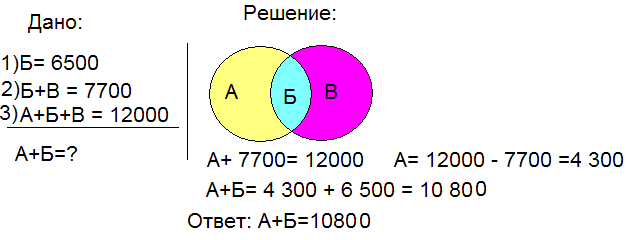 Дано:
1)Б= 6500
2)Б+В = 7700
3)А+Б+В = 12000
А+Б=?
Решение:
А Б В
А+ 7700= 12000 А= 12000 - 7700 =4 300
А+Б= 4 300 + 6 500 = 10 800
Ответ: А+Б=10800